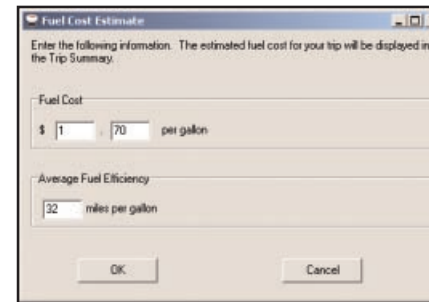 Fuel Cost Estimate
Enter the following information. The estimated fuel cost for your trip will be displayed in
the Trip Summary.
Fuel Cost
$ 1 . 70 per gallon
Average Fuel Efficiency
32 miles per gallon
OK Cancel